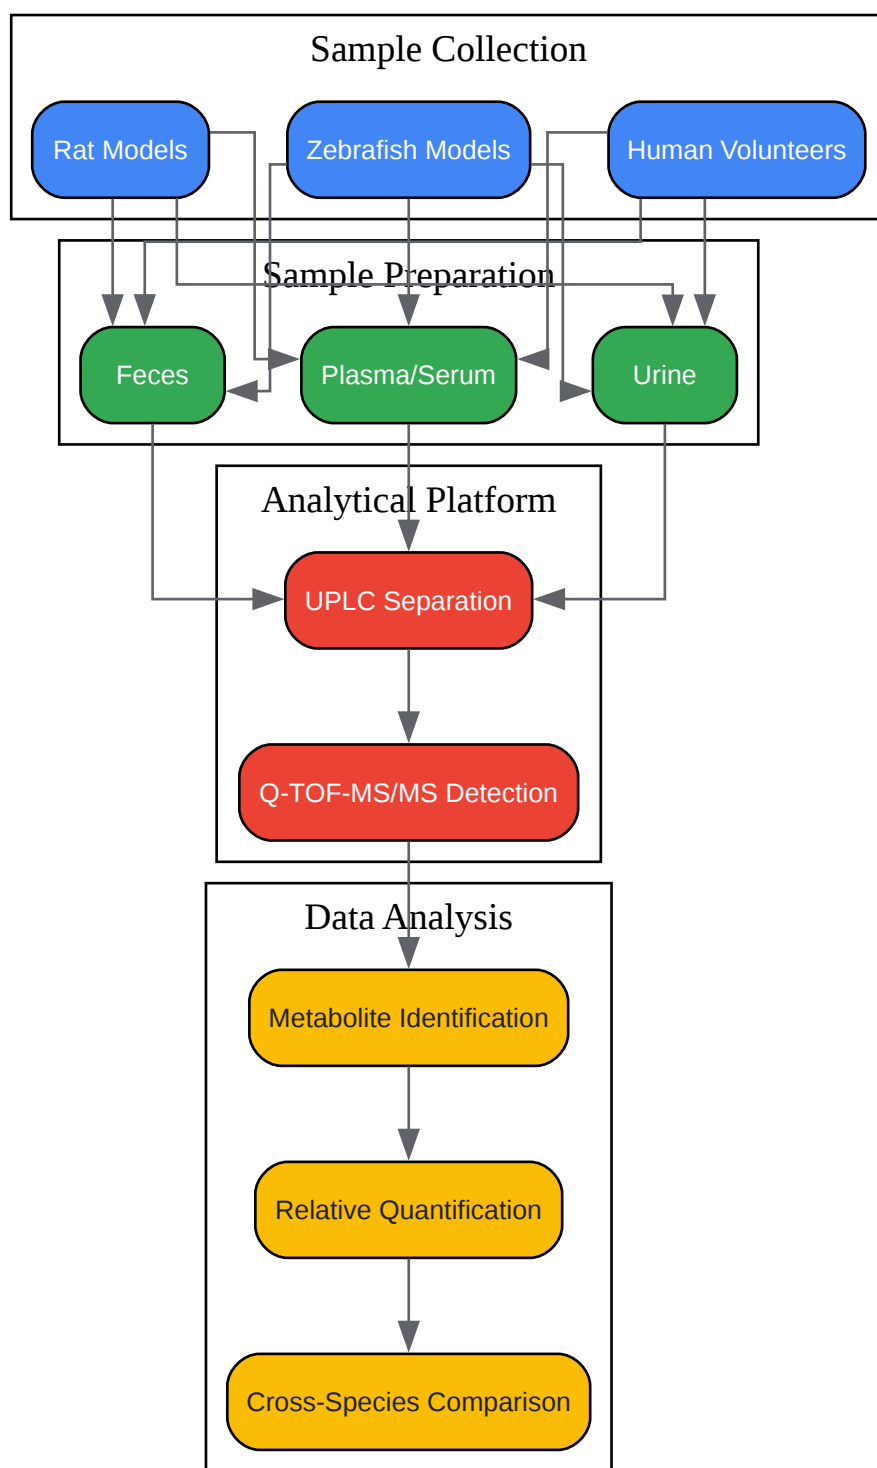 Sample Collection
Rat Models
Zebrafish Models
Human Volunteers
Sample Preparation
Feces
Plasma/Serum
Urine
Analytical Platform
UPLC Separation
Q-TOF-MS/MS Detection
Data Analysis
Metabolite Identification
Relative Quantification
Cross-Species Comparison